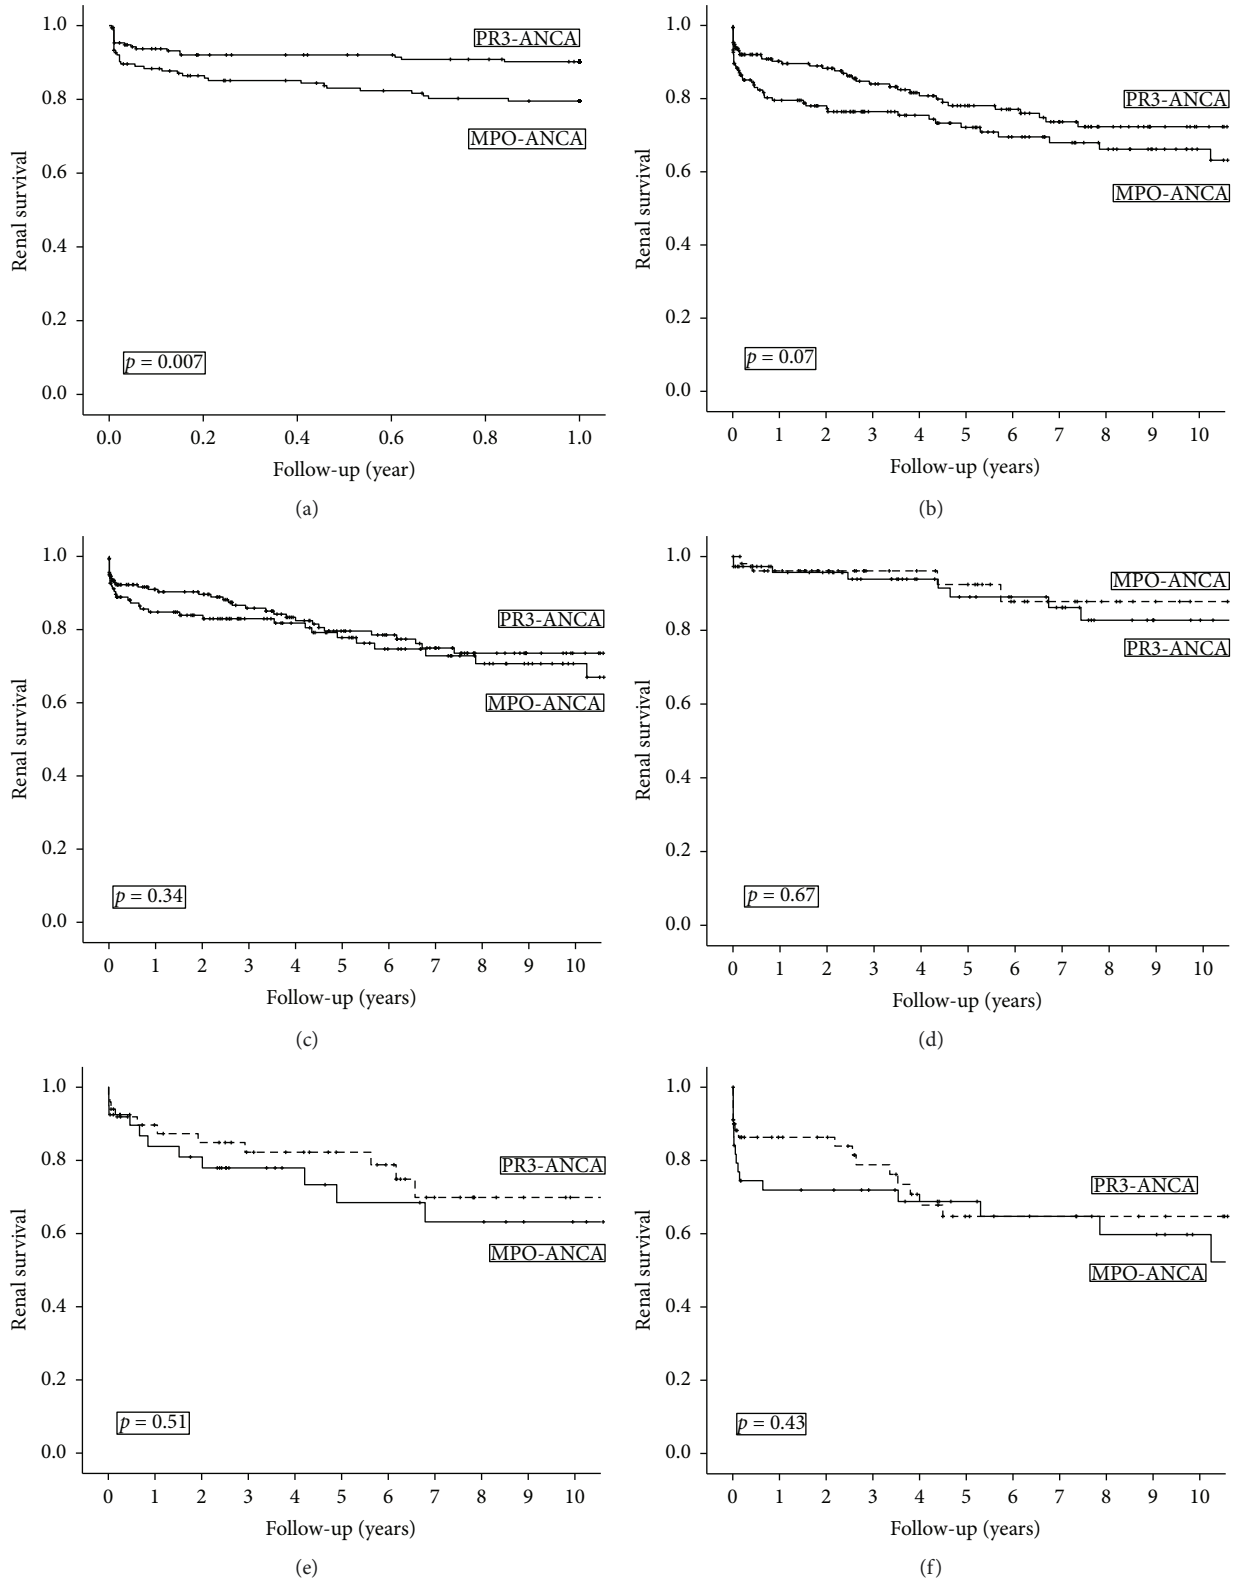 1.0
0.8
0.6
0.4
0.2
0.0
Renal survival
PR3-ANCA
MPO-ANCA
p = 0.007
0.0 0.2 0.4 0.6 0.8 1.0
Follow-up (year)
(a)
1.0
0.8
0.6
0.4
0.2
0.0
Renal survival
PR3-ANCA
MPO-ANCA
p = 0.07
0 1 2 3 4 5 6 7 8 9 10
Follow-up (years)
(b)
1.0
0.8
0.6
0.4
0.2
0.0
Renal survival
PR3-ANCA
MPO-ANCA
p = 0.34
0 1 2 3 4 5 6 7 8 9 10
Follow-up (years)
(c)
1.0
0.8
0.6
0.4
0.2
0.0
Renal survival
MPO-ANCA
PR3-ANCA
p = 0.67
0 1 2 3 4 5 6 7 8 9 10
Follow-up (years)
(d)
1.0
0.8
0.6
0.4
0.2
0.0
Renal survival
PR3-ANCA
MPO-ANCA
p = 0.51
0 1 2 3 4 5 6 7 8 9 10
Follow-up (years)
(e)
1.0
0.8
0.6
0.4
0.2
0.0
Renal survival
PR3-ANCA
MPO-ANCA
p = 0.43
0 1 2 3 4 5 6 7 8 9 10
Follow-up (years)
(f)